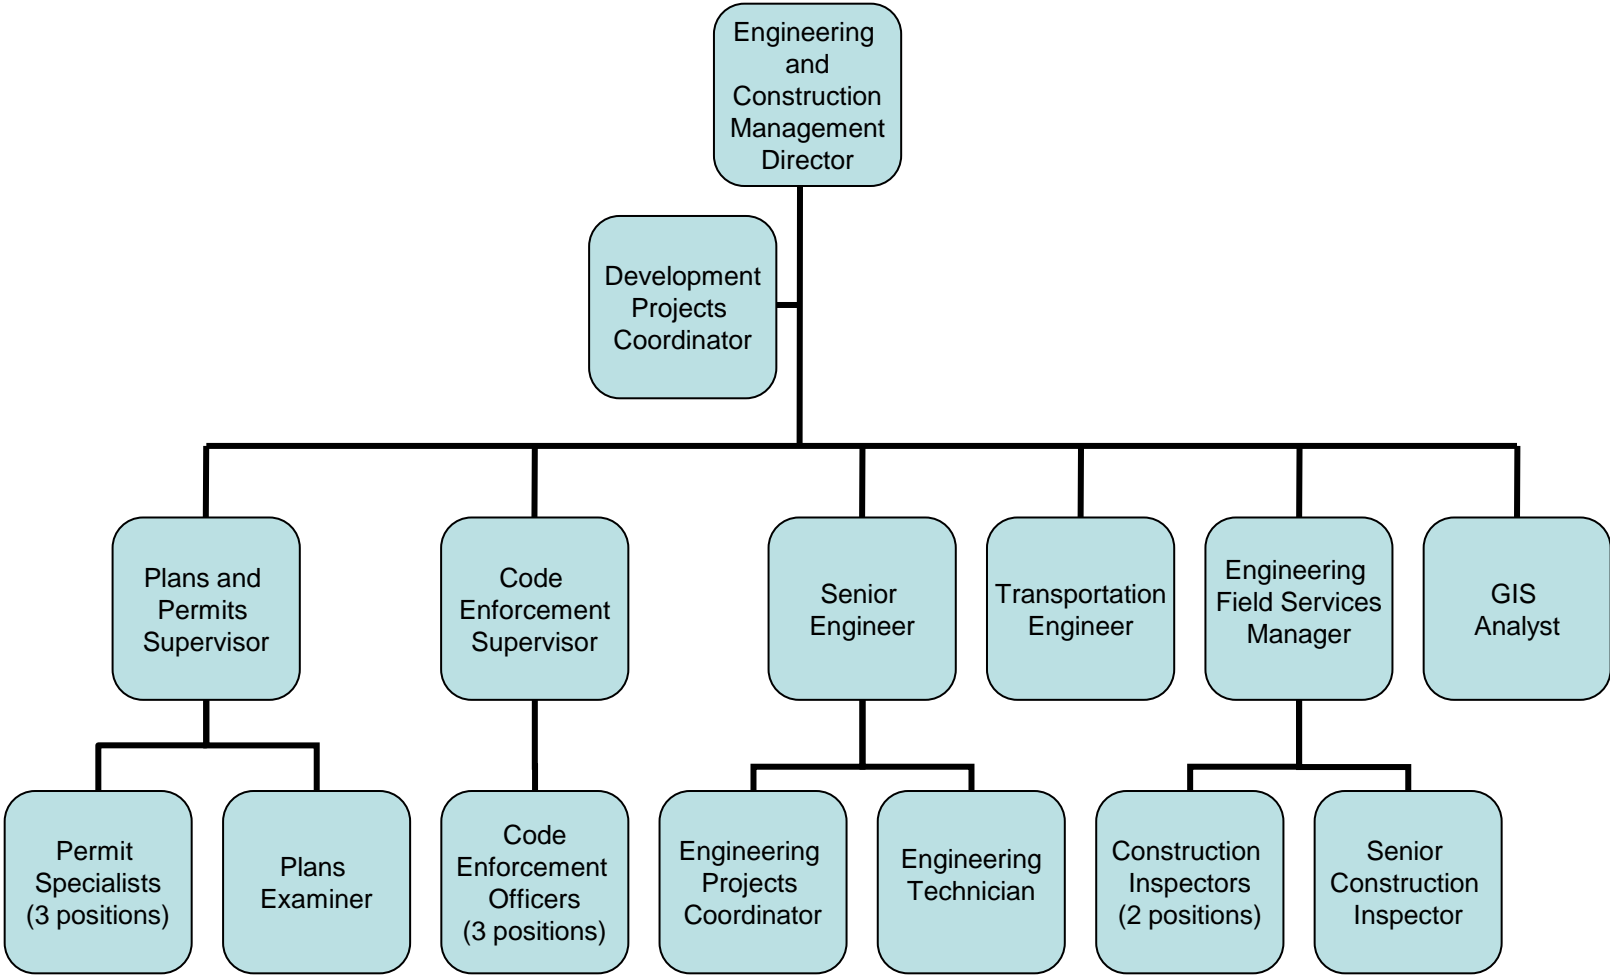 Engineering
and
Construction
Management
Director
Development
Projects
Coordinator
Plans and
Permits
Supervisor
Code
Enforcement
Supervisor
Senior
Engineer
Transportation
Engineer
Engineering
Field Services
Manager
GIS
Analyst
Permit
Specialists
(3 positions)
Plans
Examiner
Code
Enforcement
Officers
(3 positions)
Engineering
Projects
Coordinator
Engineering
Technician
Construction
Inspectors
(2 positions)
Senior
Construction
Inspector